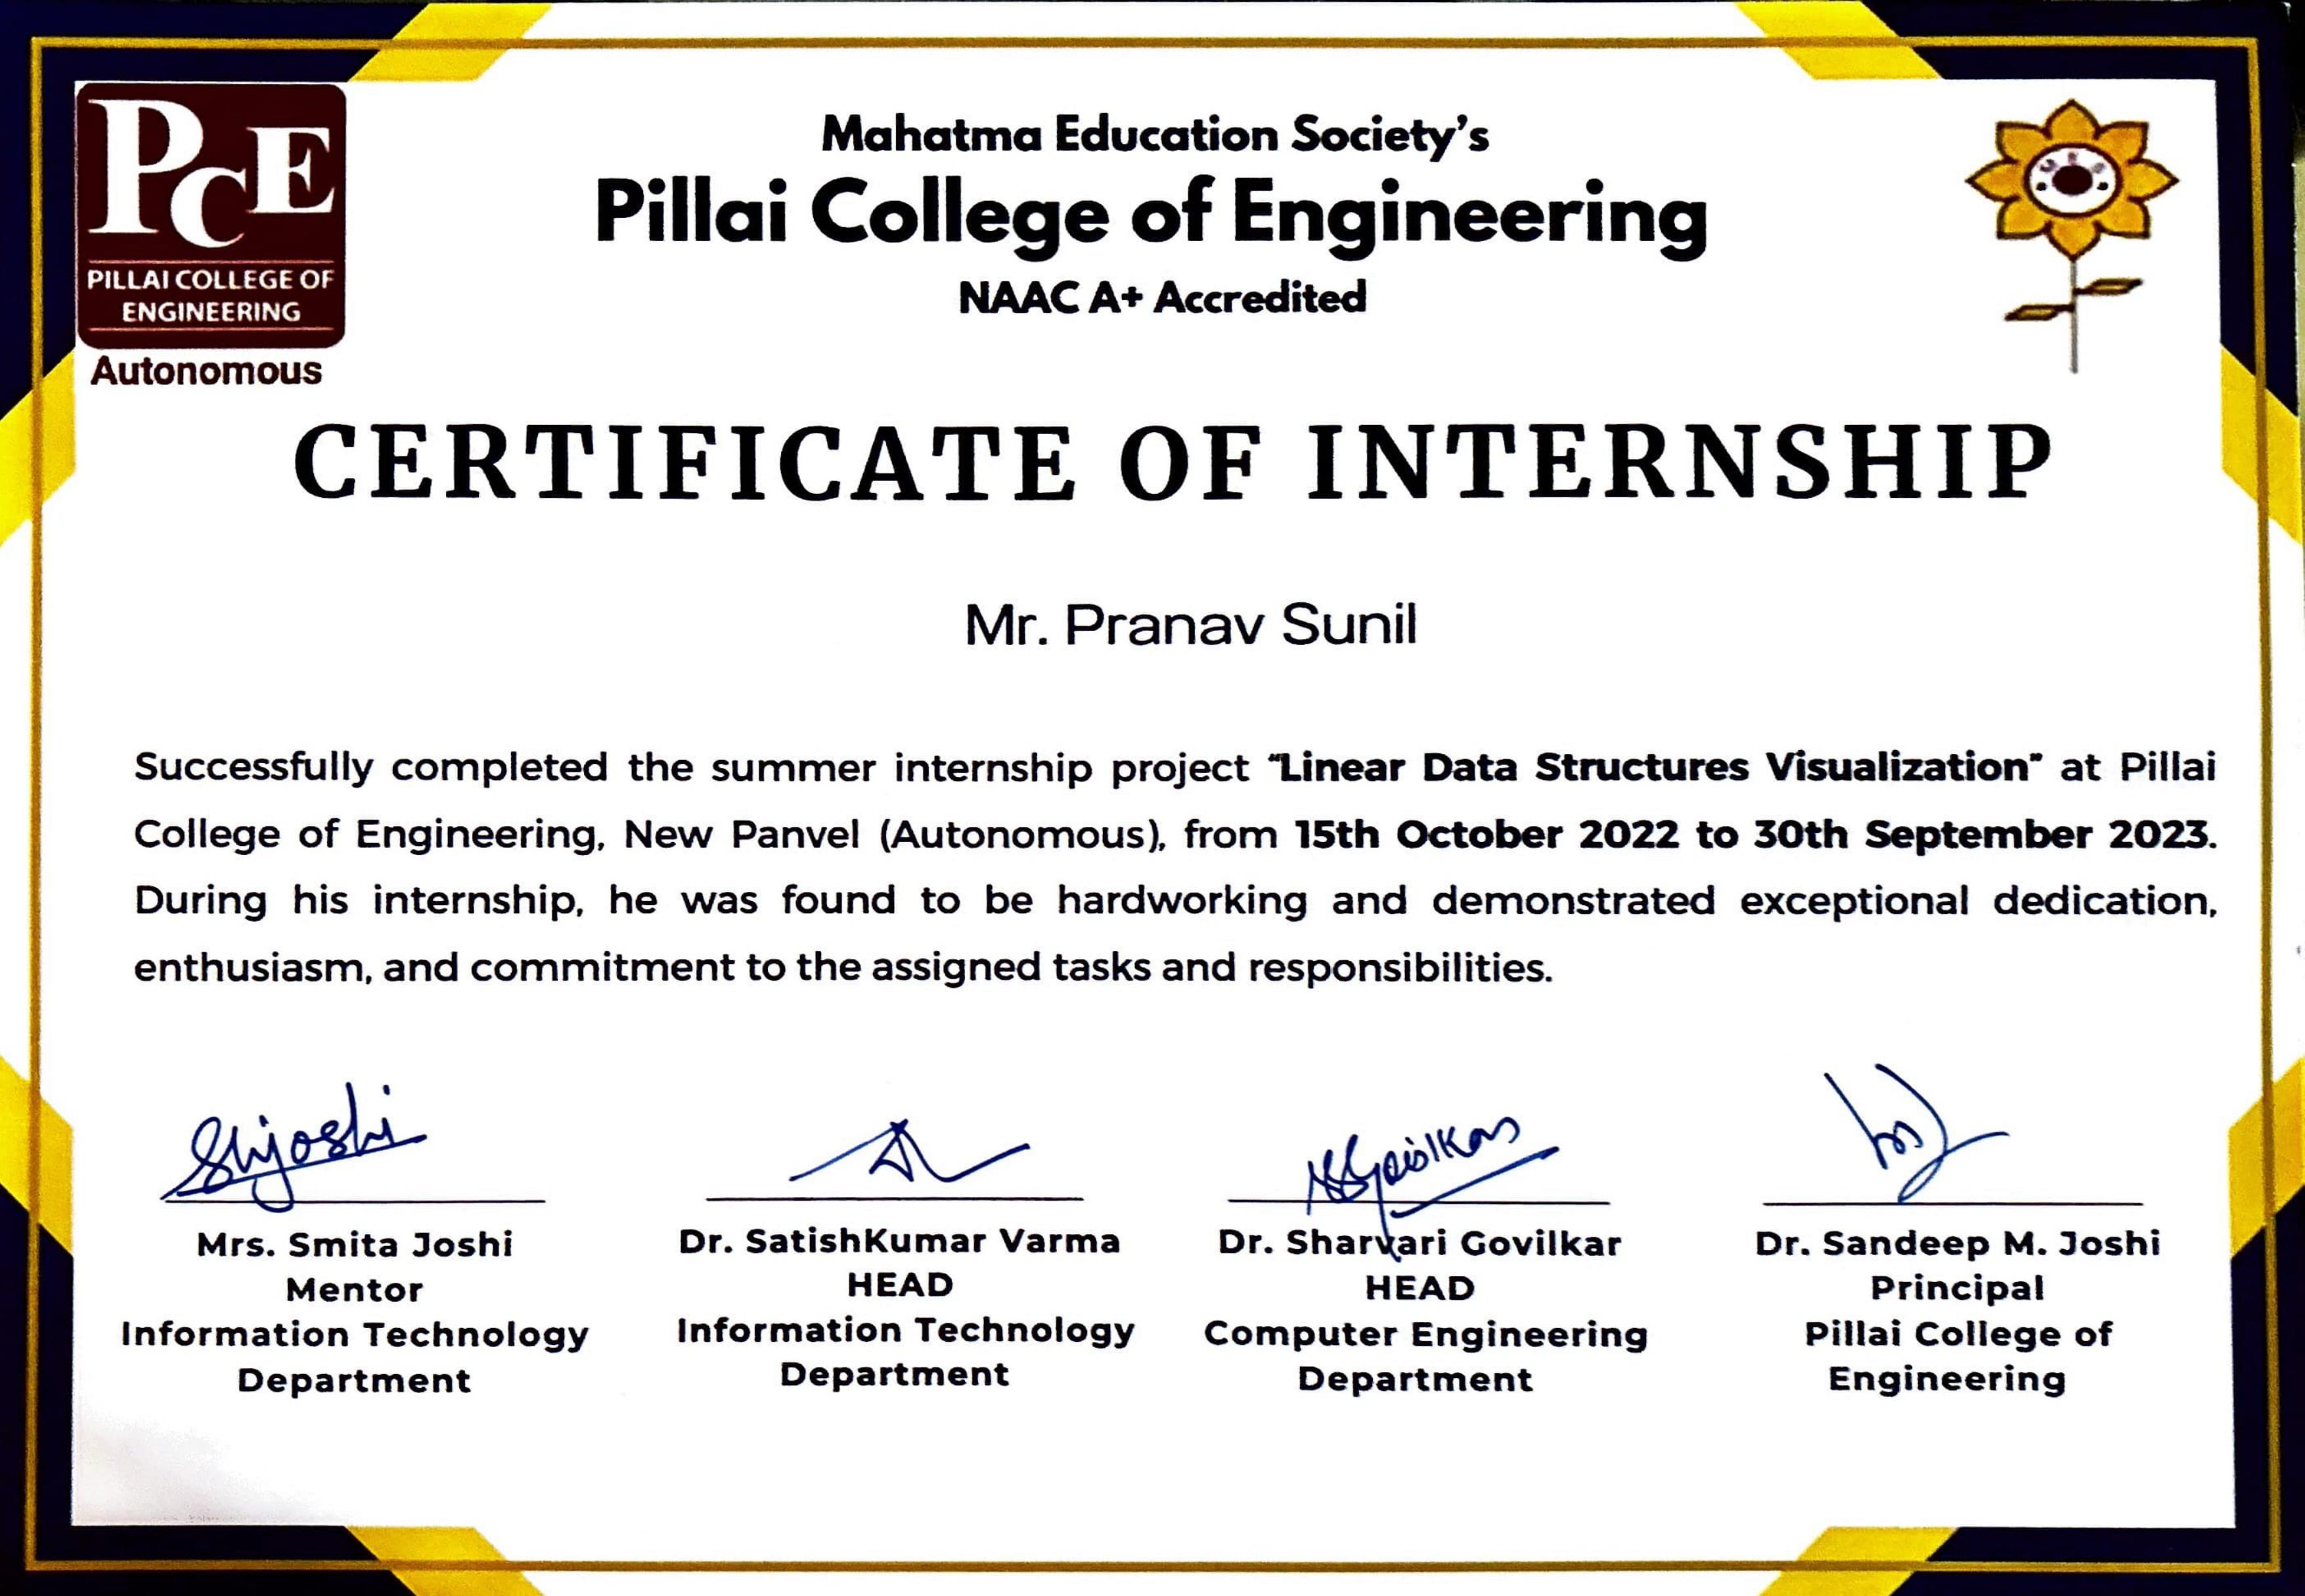 PCE
PILLAI COLLEGE OF
ENGINEERING
Autonomous
Mahatma Education Society's
Pillai College of Engineering
NAAC A+ Accredited
CERTIFICATE OF INTERNSHIP
Mr. Pranav Sunil
Successfully completed the summer internship project "Linear Data Structures Visualization" at Pillai
College of Engineering, New Panvel (Autonomous), from 15th October 2022 to 30th September 2023.
During his internship, he was found to be hardworking and demonstrated exceptional dedication,
enthusiasm, and commitment to the assigned tasks and responsibilities.
Mrs. Smita Joshi
Mentor
Information Technology
Department
Dr. SatishKumar Varma
HEAD
Information Technology
Department
Dr. Sharvari Govilkar
HEAD
Computer Engineering
Department
Dr. Sandeep M. Joshi
Principal
Pillai College of
Engineering